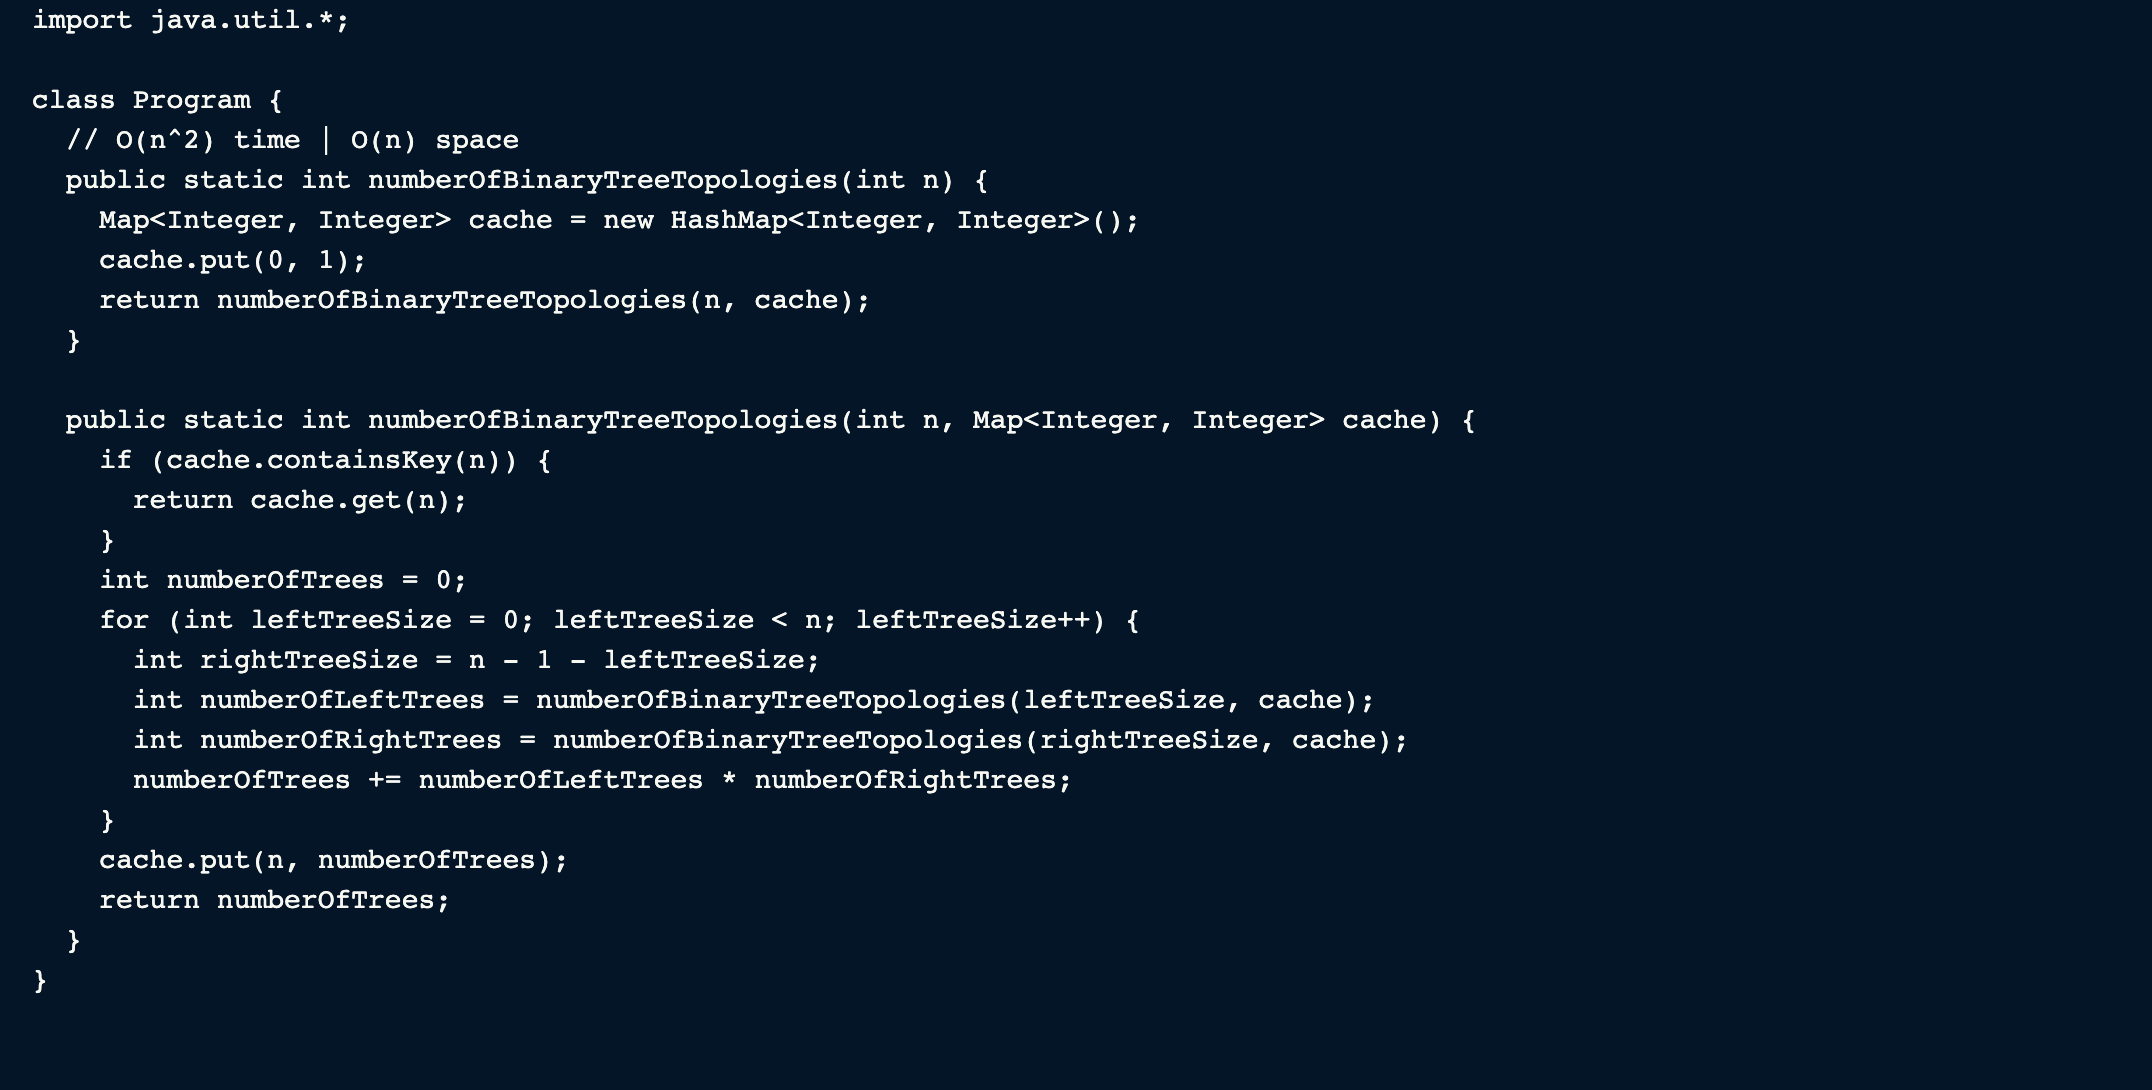 import java.util.*;

class Program {
  // O(n^2) time | O(n) space
  public static int numberOfBinaryTreeTopologies(int n) {
    Map<Integer, Integer> cache = new HashMap<Integer, Integer>();
    cache.put(0, 1);
    return numberOfBinaryTreeTopologies(n, cache);
  }

  public static int numberOfBinaryTreeTopologies(int n, Map<Integer, Integer> cache) {
    if (cache.containsKey(n)) {
      return cache.get(n);
    }
    int numberOfTrees = 0;
    for (int leftTreeSize = 0; leftTreeSize < n; leftTreeSize++) {
      int rightTreeSize = n - 1 - leftTreeSize;
      int numberOfLeftTrees = numberOfBinaryTreeTopologies(leftTreeSize, cache);
      int numberOfRightTrees = numberOfBinaryTreeTopologies(rightTreeSize, cache);
      numberOfTrees += numberOfLeftTrees * numberOfRightTrees;
    }
    cache.put(n, numberOfTrees);
    return numberOfTrees;
  }
}